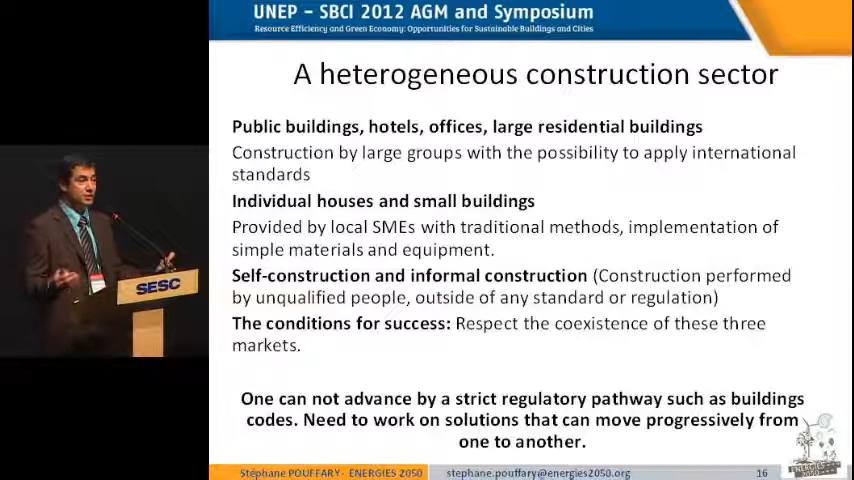 UNEP – SBCI 2012 AGM and Symposium
Resource Efficiency and Green Economy: Opportunities for Sustainable Buildings and Cities
A heterogeneous construction sector
Public buildings, hotels, offices, large residential buildings
Construction by large groups with the possibility to apply international
standards
Individual houses and small buildings
Provided by local SMEs with traditional methods, implementation of
simple materials and equipment.
Self-construction and informal construction (Construction performed
by unqualified people, outside of any standard or regulation)
The conditions for success: Respect the coexistence of these three
markets.
SESC
One can not advance by a strict regulatory pathway such as buildings
codes. Need to work on solutions that can move progressively from
one to another.
Stéphane POUFFARY - ENERGIES 2050
stephane.pouffary@energies2050.org
16
ENERGIES
2050